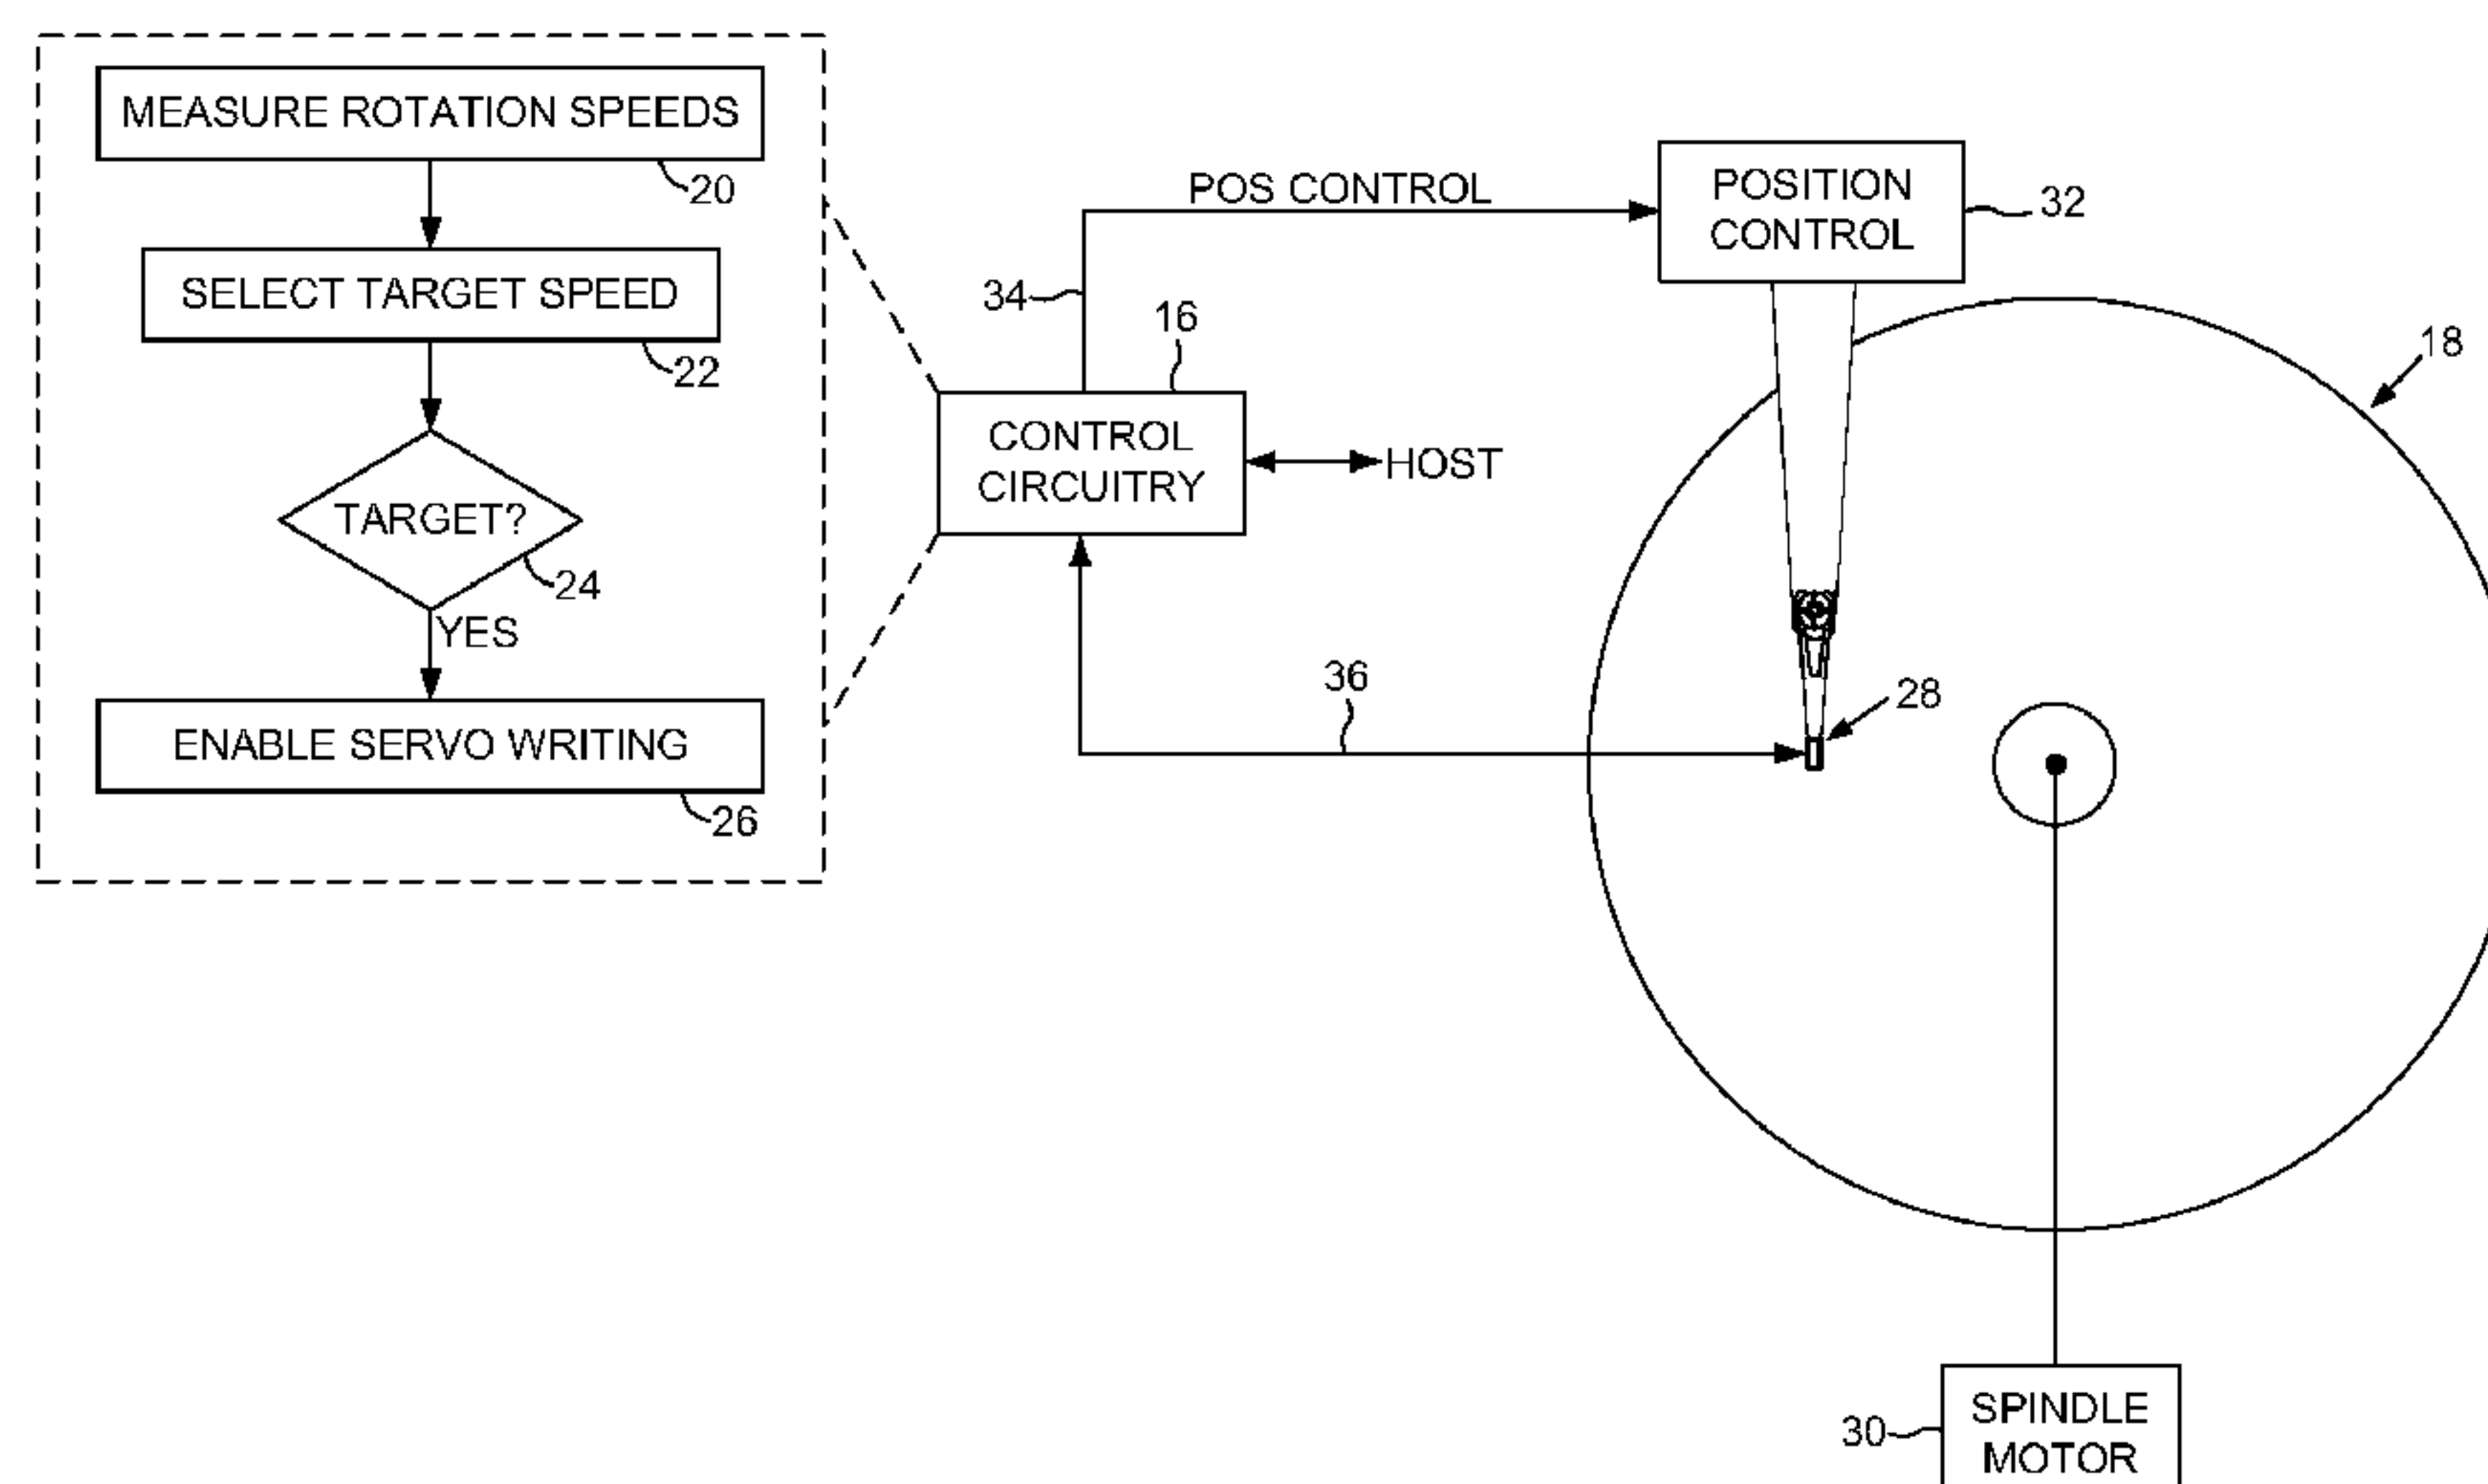 MEASURE ROTATION SPEEDS
20
SELECT TARGET SPEED
22
TARGET?
24
YES
ENABLE SERVO WRITING
26
POS CONTROL
34
16
CONTROL
CIRCUITRY
HOST
36
POSITION
CONTROL
32
18
28
30
SPINDLE
MOTOR